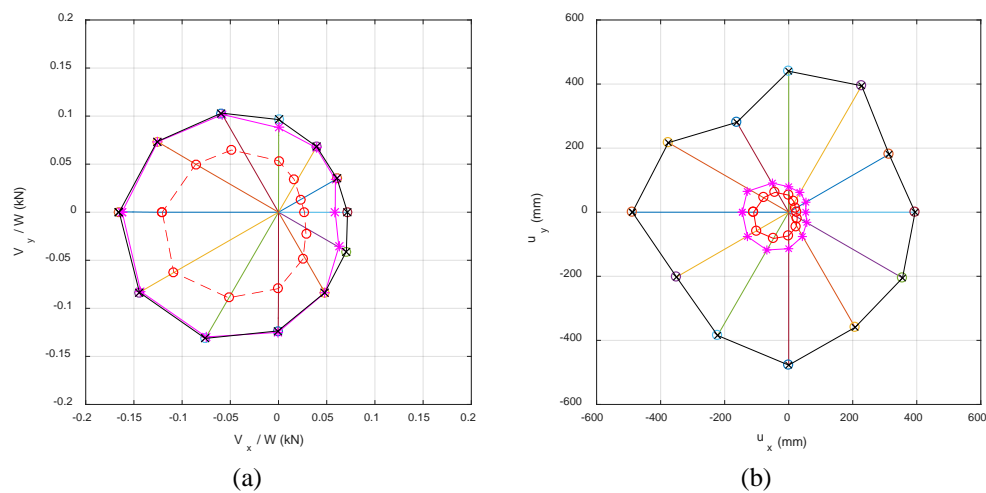 0.2
0.15
0.1
0.05
0
-0.05
-0.1
-0.15
-0.2
V y / W (kN)
-0.2 -0.15 -0.1 -0.05 0 0.05 0.1 0.15 0.2
V x / W (kN)
(a)
600
400
200
0
-200
-400
-600
u y (mm)
-600 -400 -200 0 200 400 600
u x (mm)
(b)